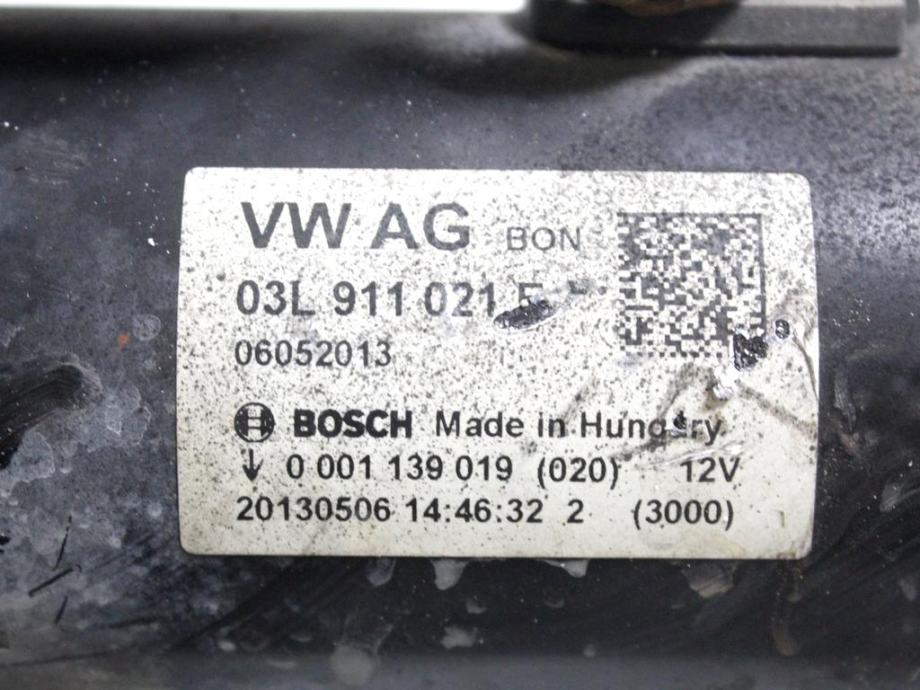 VW AG BON
03L 911 021
06052013
BOSCH Made in Hungary
0 001 139 019 (020) 12V
20130506 14:46:32 2 (3000)